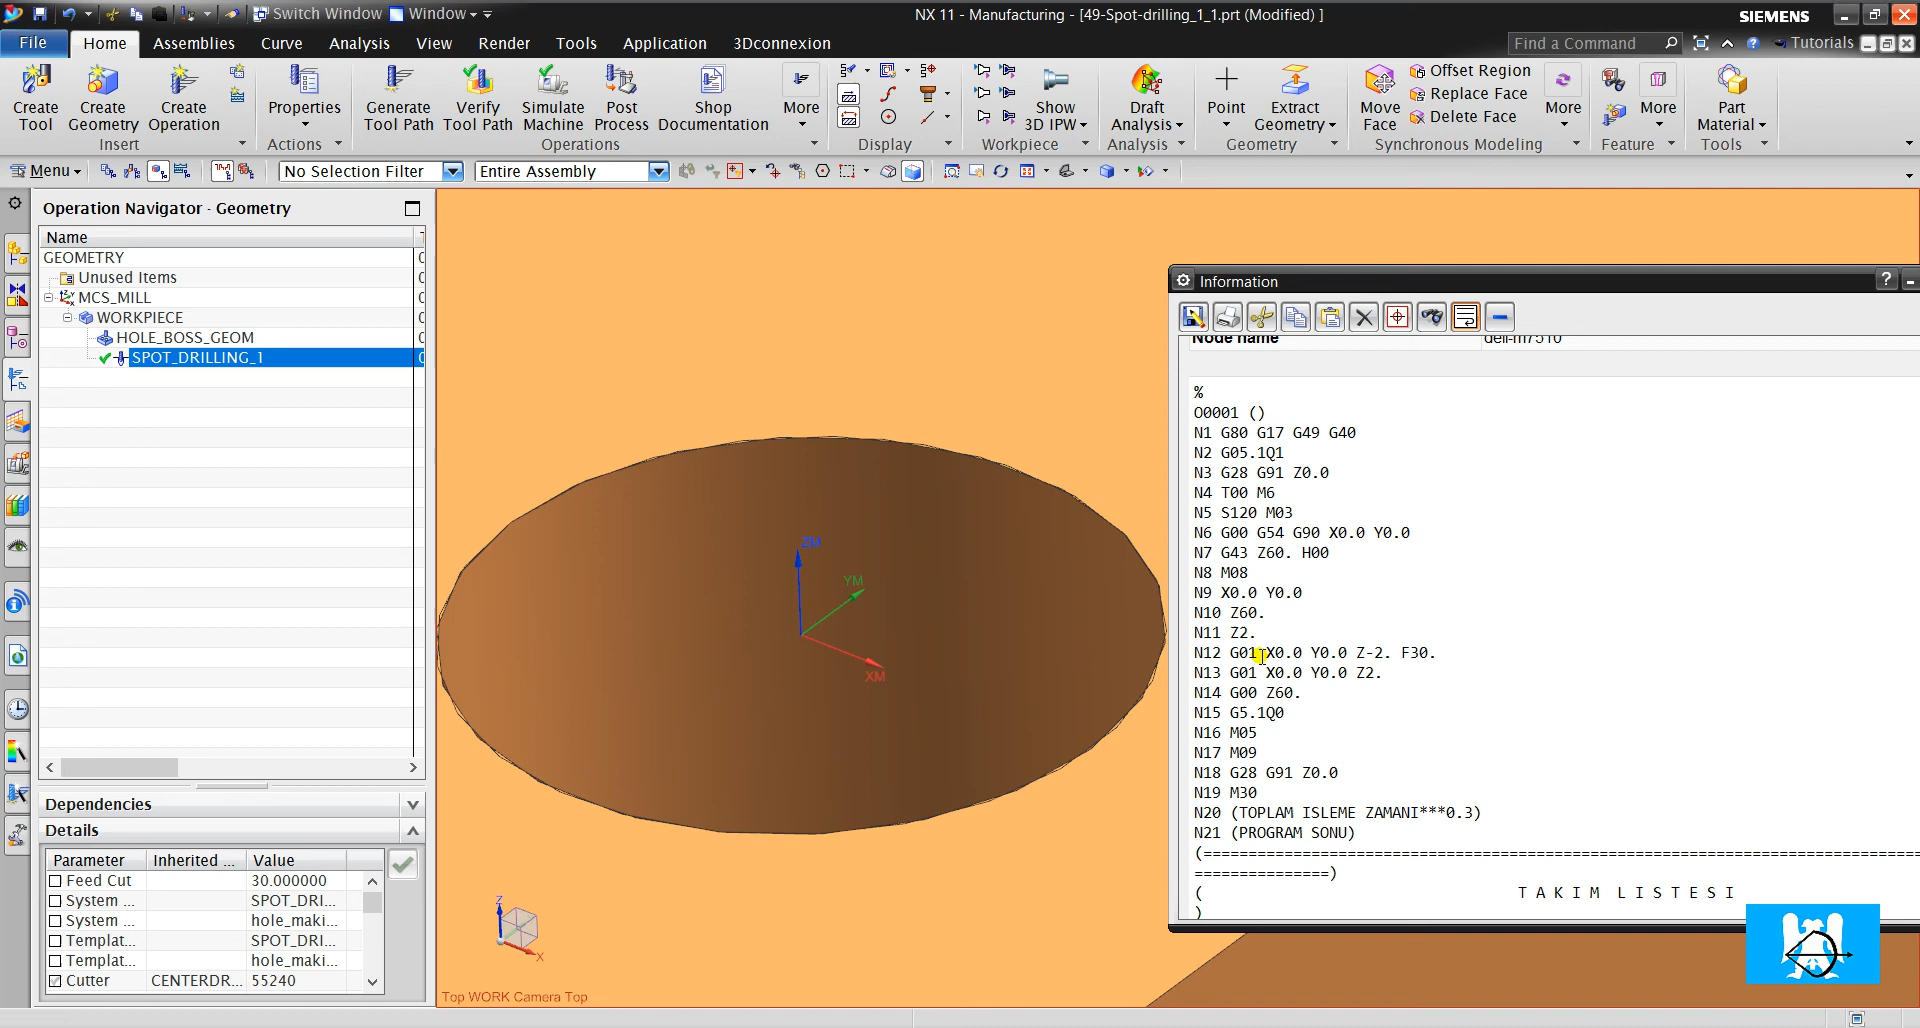 Switch Window Window
NX 11 - Manufacturing - [49-Spot-drilling_1_1.prt (Modified) ]
SIEMENS
File Home Assemblies Curve Analysis View Render Tools Application 3Dconnexion
Find a Command
Tutorials
Create Tool
Create Geometry
Create Operation
Properties
Generate Tool Path
Verify Tool Path
Simulate Machine
Post Process
Shop Documentation
More
Show 3D IPW
Draft Analysis
Point
Extract Geometry
Move Face
Offset Region
Replace Face
Delete Face
More
More
Part Material
Insert Actions Operations Display Workpiece Analysis Geometry Synchronous Modeling Feature Tools
Menu
No Selection Filter
Entire Assembly
Operation Navigator - Geometry
Name
GEOMETRY
Unused Items
MCS_MILL
WORKPIECE
HOLE_BOSS_GEOM
SPOT_DRILLING_1
Dependencies
Details
Parameter Inherited ... Value
Feed Cut 30.000000
System ... SPOT_DRI...
System ... hole_maki...
Templat... SPOT_DRI...
Templat... hole_maki...
Cutter CENTERDR... 55240
ZM
YM
XM
Z
X
Top WORK Camera Top
Information
Node name dell-m7510
%
O0001 ()
N1 G80 G17 G49 G40
N2 G05.1Q1
N3 G28 G91 Z0.0
N4 T00 M6
N5 S120 M03
N6 G00 G54 G90 X0.0 Y0.0
N7 G43 Z60. H00
N8 M08
N9 X0.0 Y0.0
N10 Z60.
N11 Z2.
N12 G01 X0.0 Y0.0 Z-2. F30.
N13 G01 X0.0 Y0.0 Z2.
N14 G00 Z60.
N15 G5.1Q0
N16 M05
N17 M09
N18 G28 G91 Z0.0
N19 M30
N20 (TOPLAM ISLEME ZAMANI***0.3)
N21 (PROGRAM SONU)
(================================================================================
===============)
( T A K I M L I S T E S I
)